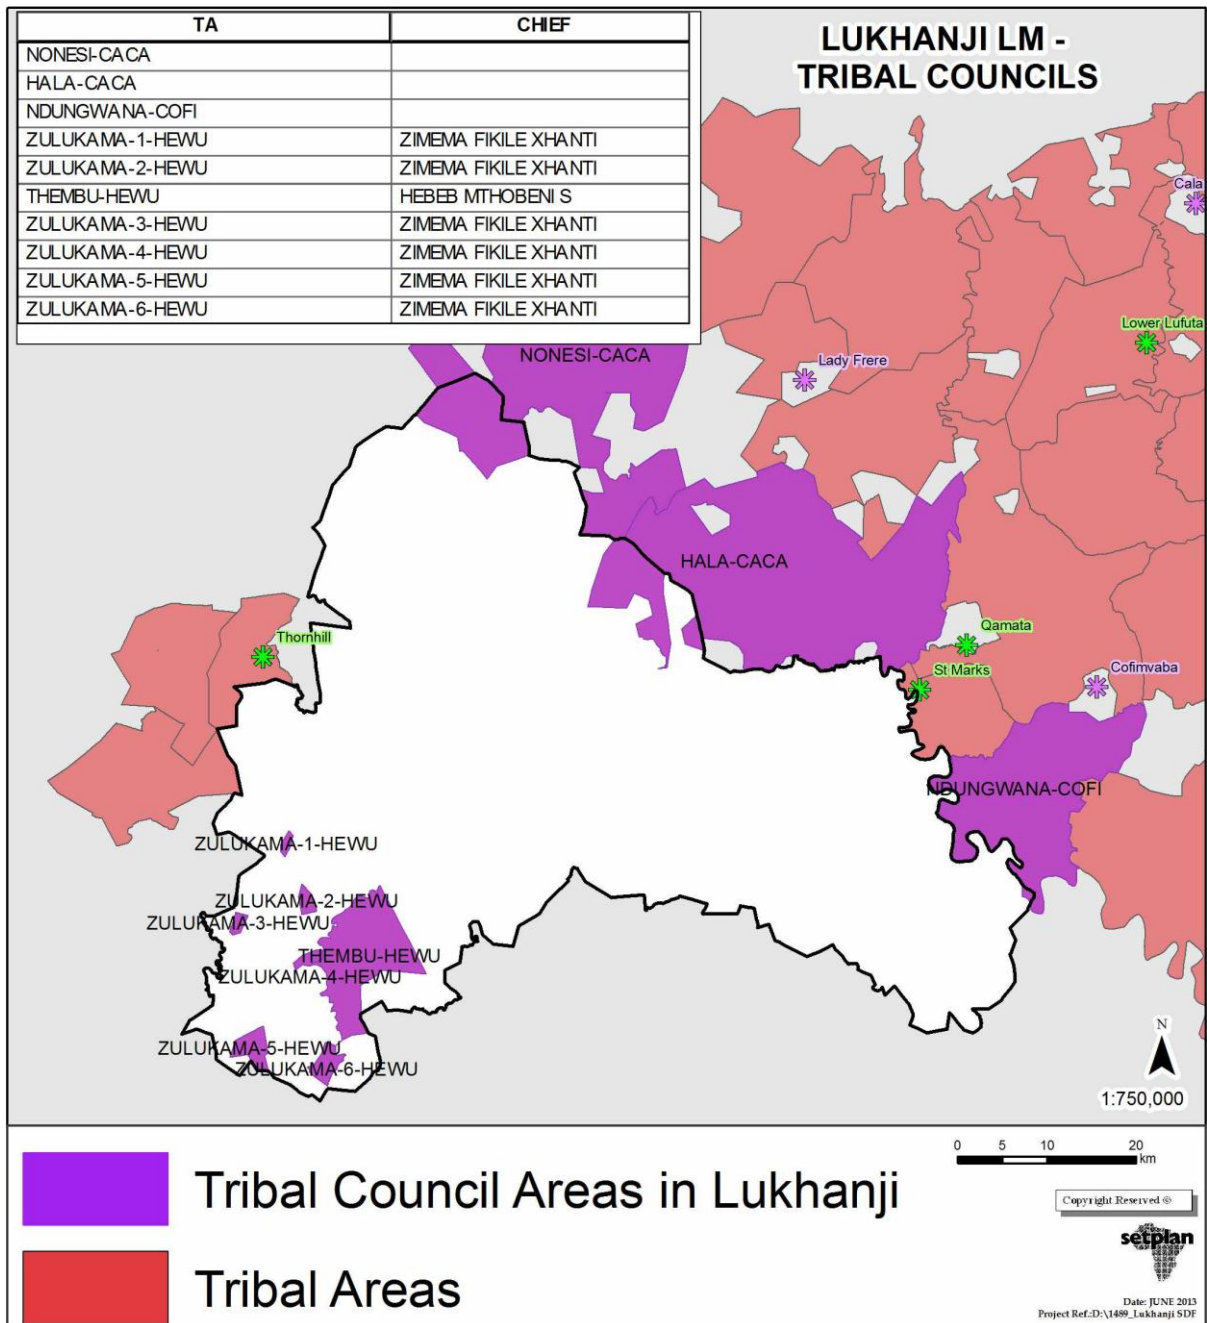 TA CHIEF
NONESI-CACA
HALA-CACA
NDUNGWANA-COFI
ZULUKAMA-1-HEWU ZIMEMA FIKILE XHANTI
ZULUKAMA-2-HEWU ZIMEMA FIKILE XHANTI
THEMBU-HEWU HEBEB MTHOBENI S
ZULUKAMA-3-HEWU ZIMEMA FIKILE XHANTI
ZULUKAMA-4-HEWU ZIMEMA FIKILE XHANTI
ZULUKAMA-5-HEWU ZIMEMA FIKILE XHANTI
ZULUKAMA-6-HEWU ZIMEMA FIKILE XHANTI
LUKHANJI LM -
TRIBAL COUNCILS
Cala
Lower Lufuta
NONESI-CACA
Lady Frere
HALA-CACA
Qamata
Thornhill
St Marks
Cofimvaba
NDUNGWANA-COFI
ZULUKAMA-1-HEWU
ZULUKAMA-2-HEWU
ZULUKAMA-3-HEWU
THEMBU-HEWU
ZULUKAMA-4-HEWU
ZULUKAMA-5-HEWU
ZULUKAMA-6-HEWU
N
1:750,000
0 5 10 20
km
Tribal Council Areas in Lukhanji
Tribal Areas
Copyright Reserved ©
setplan
Date: JUNE 2013
Project Ref.:D:\1489_Lukhanji SDF